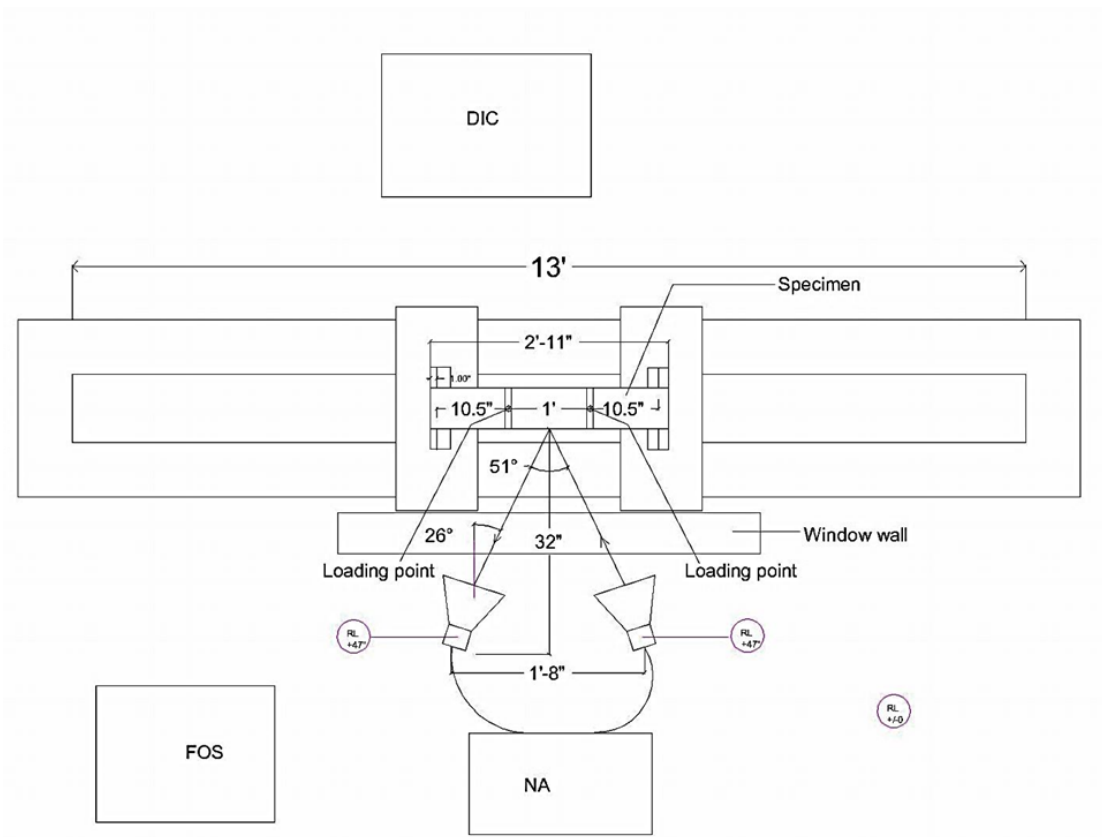 DIC
13'
Specimen
2'-11"
1.00"
10.5"
1'
10.5"
51°
26°
32"
Window wall
Loading point
Loading point
RL
+47"
RL
+47"
1'-8"
RL
+/-0
FOS
NA